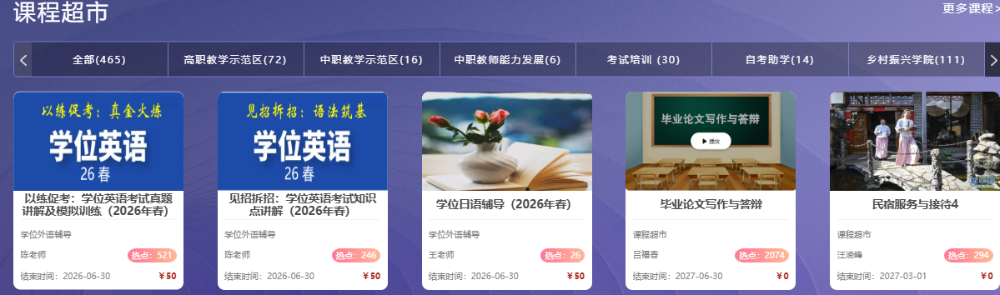 课程超市
更多课程>
全部(465)
高职教学示范区(72)
中职教学示范区(16)
中职教师能力发展(6)
考试培训 (30)
自考助学(14)
乡村振兴学院(111)
以练促考：真金火炼
学位英语
26 春
以练促考：学位英语考试真题
讲解及模拟训练（2026年春）
学位外语辅导
陈老师
热点：521
结束时间：2026-06-30
￥50
见招拆招：语法筑基
学位英语
26 春
见招拆招：学位英语考试知识
点讲解（2026年春）
学位外语辅导
陈老师
热点：246
结束时间：2026-06-30
￥50
学位日语辅导（2026年春）
学位外语辅导
王老师
热点：26
结束时间：2026-06-30
￥50
毕业论文写作与答辩
播放
毕业论文写作与答辩
课程超市
吕福香
热点：2074
结束时间：2027-06-30
￥0
民宿服务与接待4
课程超市
汪凌峰
热点：294
结束时间：2027-03-01
￥0